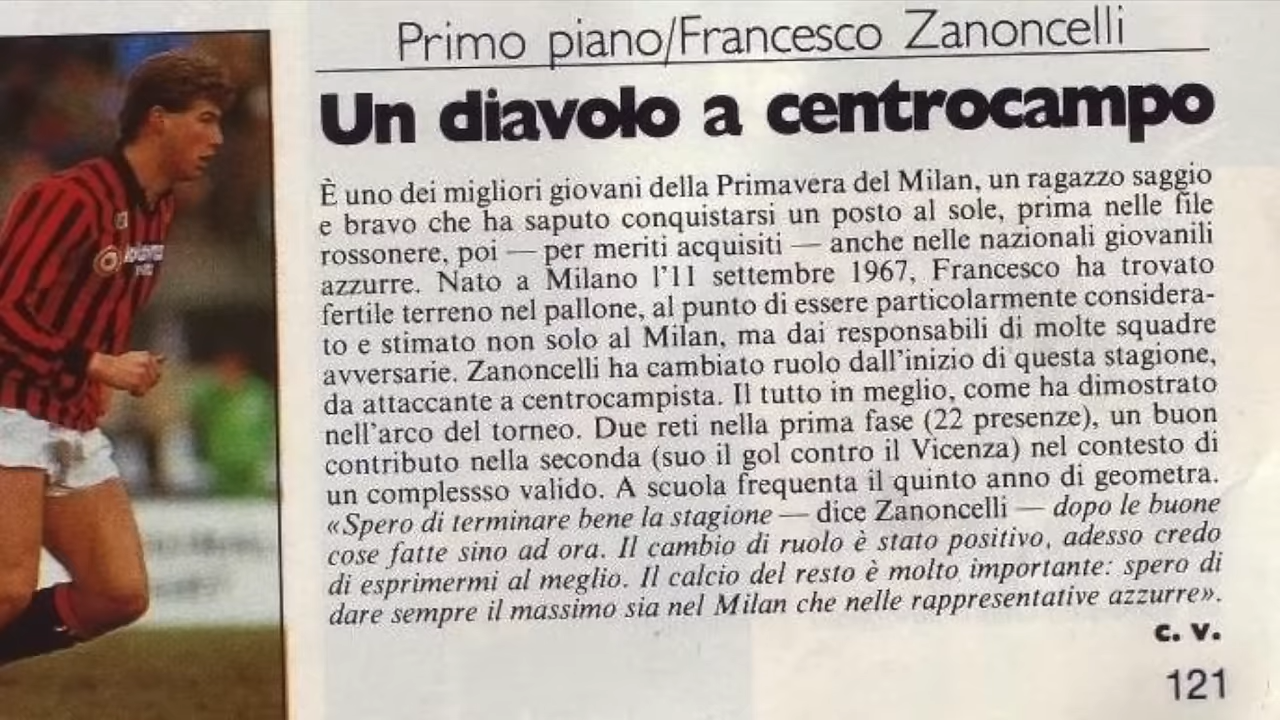 Primo piano/Francesco Zanoncelli
Un diavolo a centrocampo
È uno dei migliori giovani della Primavera del Milan, un ragazzo saggio
e bravo che ha saputo conquistarsi un posto al sole, prima nelle file
rossonere, poi — per meriti acquisiti — anche nelle nazionali giovanili
azzurre. Nato a Milano l'11 settembre 1967, Francesco ha trovato
fertile terreno nel pallone, al punto di essere particolarmente considera-
to e stimato non solo al Milan, ma dai responsabili di molte squadre
avversarie. Zanoncelli ha cambiato ruolo dall'inizio di questa stagione,
da attaccante a centrocampista. Il tutto in meglio, come ha dimostrato
nell'arco del torneo. Due reti nella prima fase (22 presenze), un buon
contributo nella seconda (suo il gol contro il Vicenza) nel contesto di
un complessso valido. A scuola frequenta il quinto anno di geometra.
«Spero di terminare bene la stagione — dice Zanoncelli — dopo le buone
cose fatte sino ad ora. Il cambio di ruolo è stato positivo, adesso credo
di esprimermi al meglio. Il calcio del resto è molto importante: spero di
dare sempre il massimo sia nel Milan che nelle rappresentative azzurre».
c. v.
121